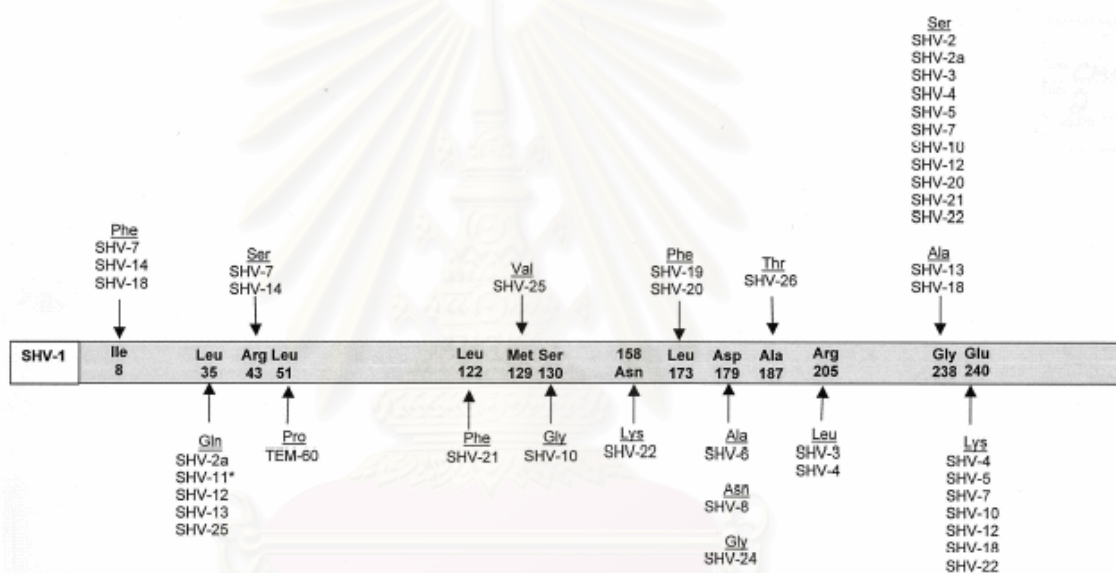 Ser
SHV-2
SHV-2a
SHV-3
SHV-4
SHV-5
SHV-7
SHV-10
SHV-12
SHV-20
SHV-21
SHV-22
Phe
SHV-7
SHV-14
SHV-18
Ser
SHV-7
SHV-14
Val
SHV-25
Phe
SHV-19
SHV-20
Thr
SHV-26
Ala
SHV-13
SHV-18
SHV-1
Ile
8
Leu
35
Arg
43
Leu
51
Leu
122
Met
129
Ser
130
158
Asn
Leu
173
Asp
179
Ala
187
Arg
205
Gly
238
Glu
240
Gln
SHV-2a
SHV-11*
SHV-12
SHV-13
SHV-25
Pro
TEM-60
Phe
SHV-21
Gly
SHV-10
Lys
SHV-22
Ala
SHV-6
Asn
SHV-8
Gly
SHV-24
Leu
SHV-3
SHV-4
Lys
SHV-4
SHV-5
SHV-7
SHV-10
SHV-12
SHV-18
SHV-22